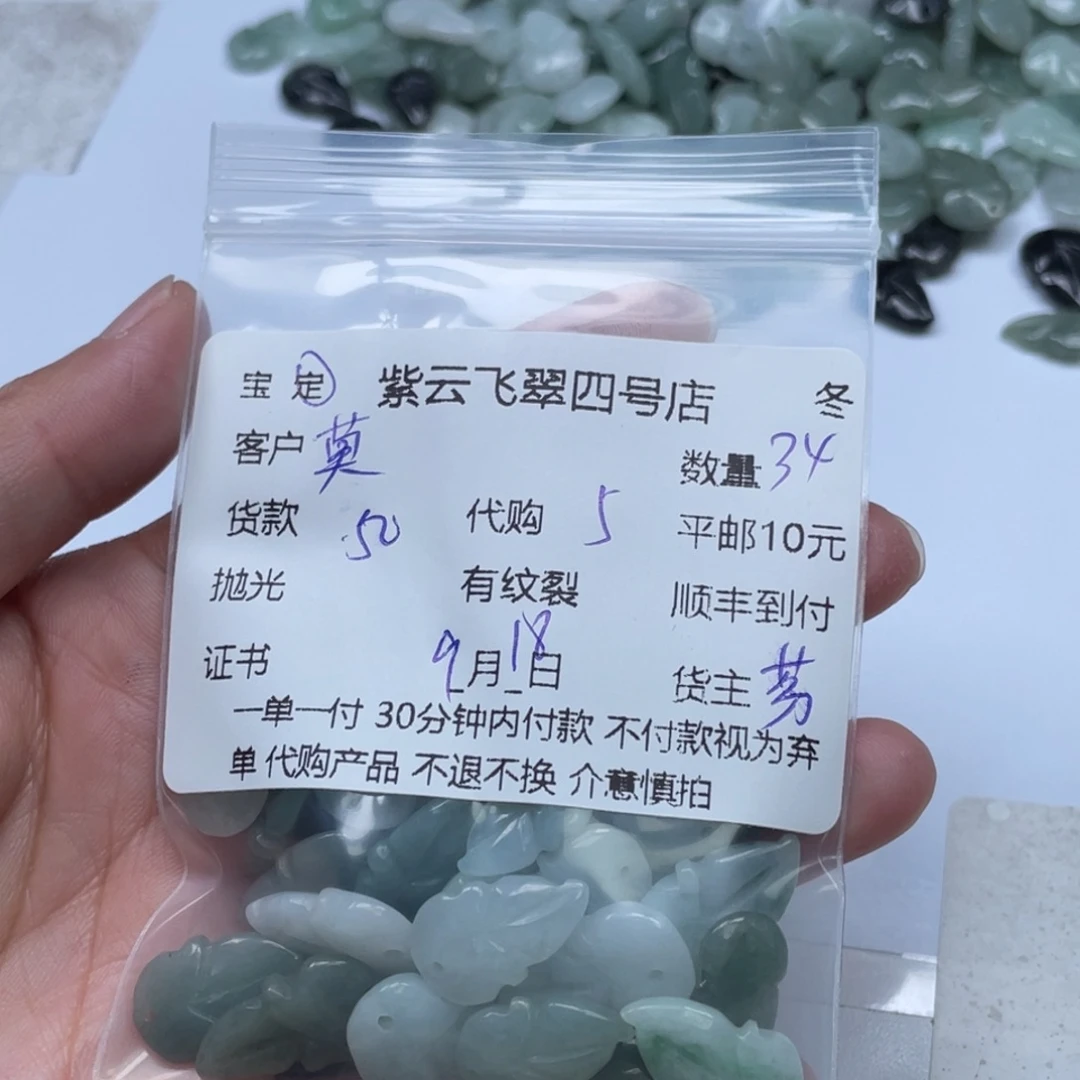 宝 定 紫云飞翠四号店 冬
客户 莫 数量 34
货款 50 代购 5 平邮10元
抛光 有纹裂 顺丰到付
证书 9月18日 货主
一单一付 30分钟内付款 不付款视为弃
单 代购产品 不退不换 介意慎拍